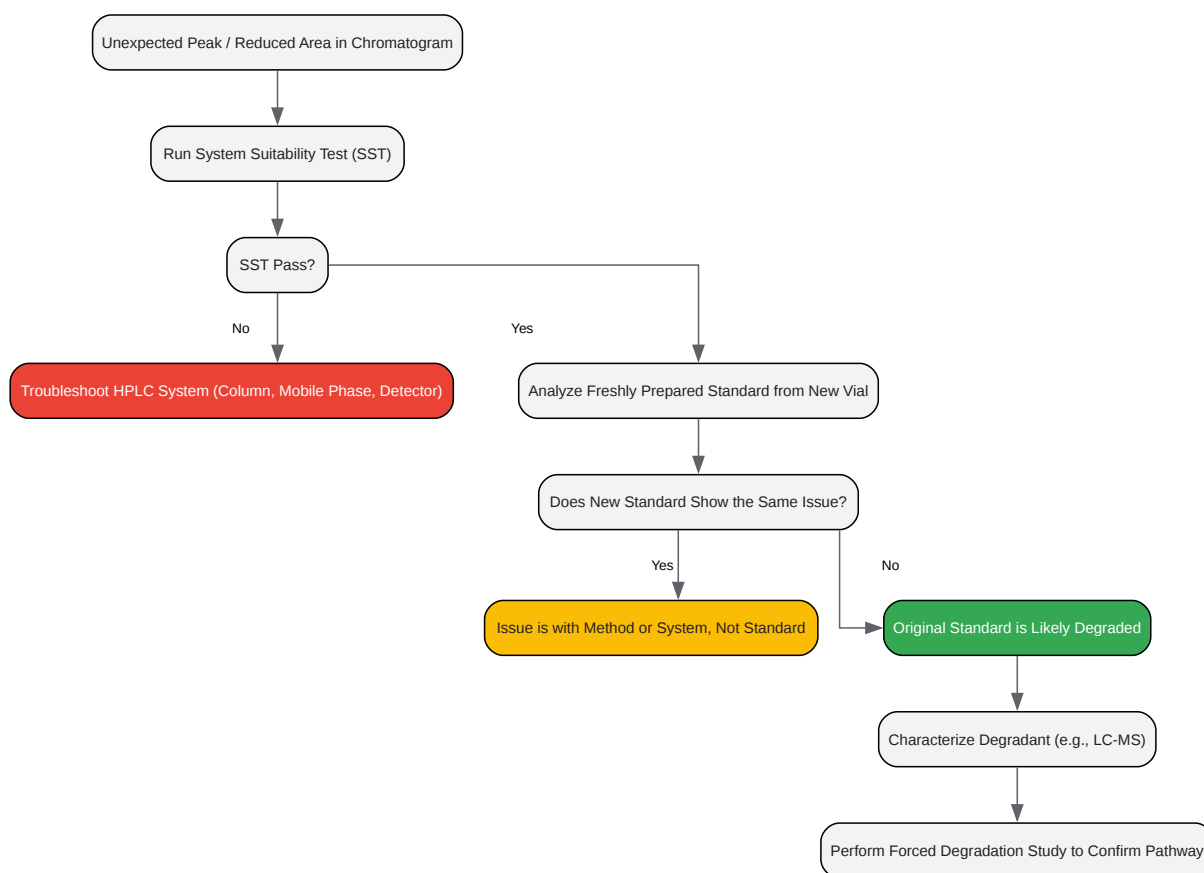 Unexpected Peak / Reduced Area in Chromatogram
Run System Suitability Test (SST)
SST Pass?
No
Yes
Troubleshoot HPLC System (Column, Mobile Phase, Detector)
Analyze Freshly Prepared Standard from New Vial
Does New Standard Show the Same Issue?
Yes
No
Issue is with Method or System, Not Standard
Original Standard is Likely Degraded
Characterize Degradant (e.g., LC-MS)
Perform Forced Degradation Study to Confirm Pathway